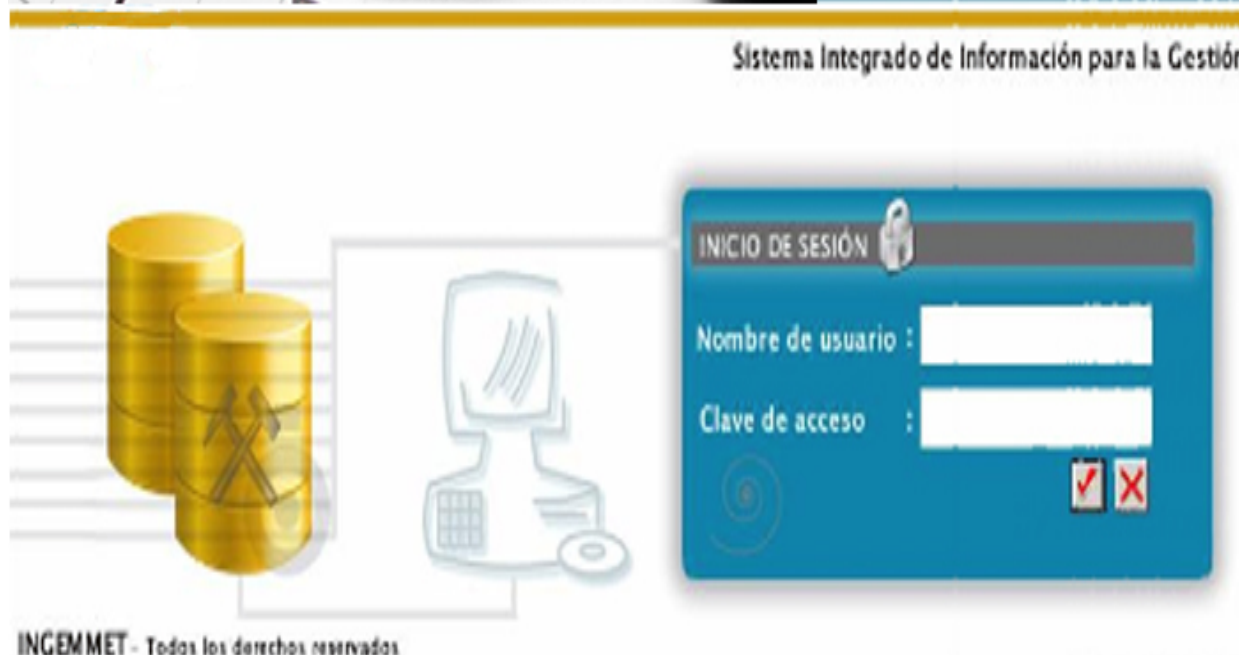 Sistema Integrado de Información para la Gestión
INICIO DE SESIÓN
Nombre de usuario :
Clave de acceso :
INGEMMET - Todos los derechos reservados